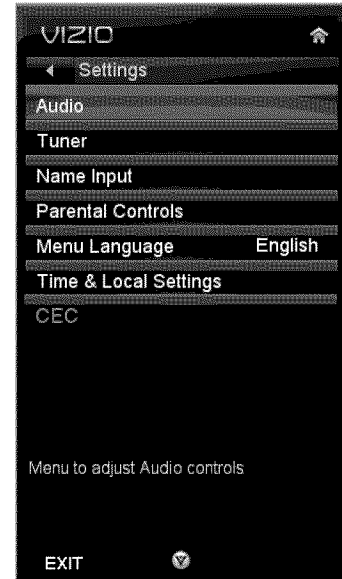 VIZIO
Settings
Audio
Tuner
Name Input
Parental Controls
Menu Language English
Time & Local Settings
CEC
Menu to adjust Audio controls
EXIT